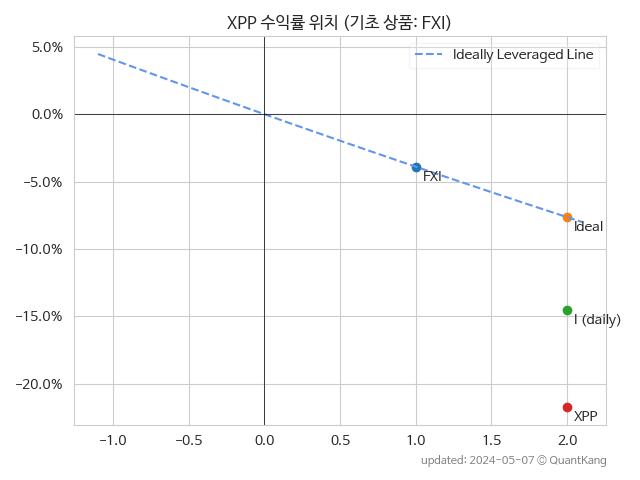 XPP 수익률 위치 (기초 상품: FXI)
5.0%
0.0%
−5.0%
−10.0%
−15.0%
−20.0%
Ideally Leveraged Line
FXI
Ideal
I (daily)
XPP
−1.0 −0.5 0.0 0.5 1.0 1.5 2.0
updated: 2024-05-07 © QuantKang